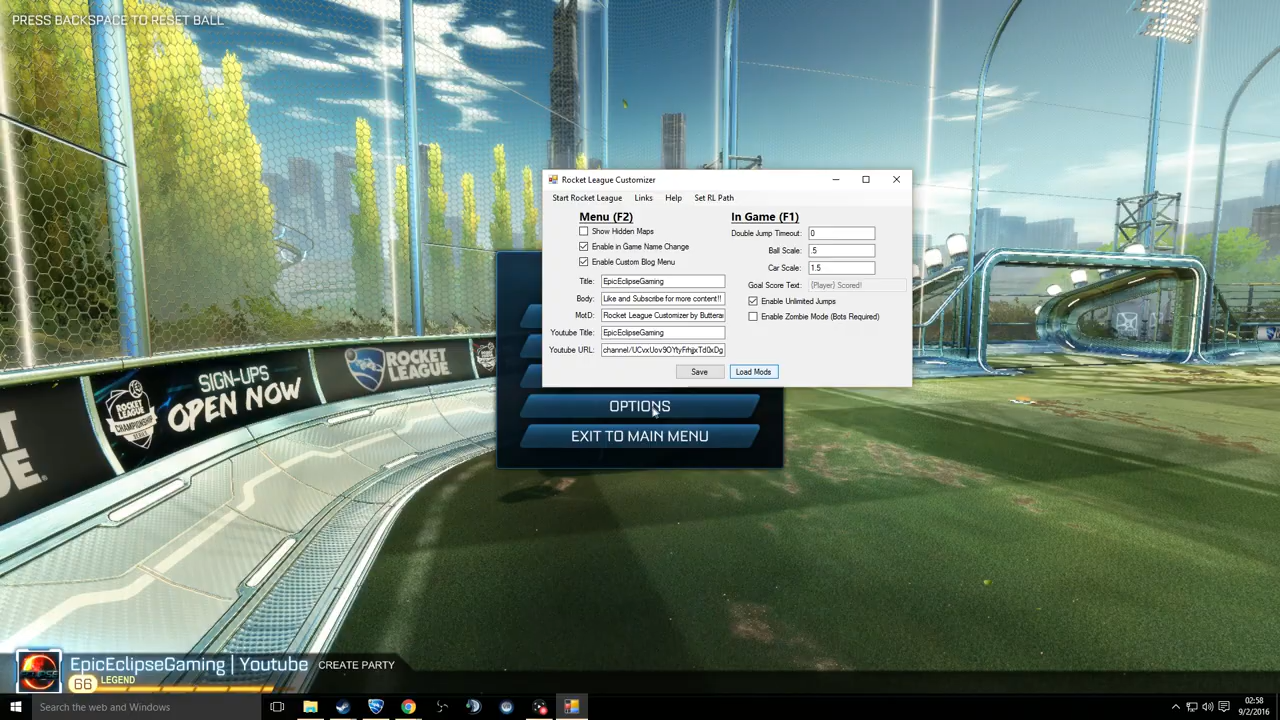 PRESS BACKSPACE TO RESET BALL
Rocket League Customizer
Start Rocket League Links Help Set RL Path
Menu (F2)
Show Hidden Maps
Enable in Game Name Change
Enable Custom Blog Menu
Title: EpicEclipseGaming
Body: Like and Subscribe for more content!!
MotD: Rocket League Customizer by Butterar
Youtube Title: EpicEclipseGaming
Youtube URL:
Save
In Game (F1)
Double Jump Timeout: 0
Ball Scale: .5
Car Scale: 1.5
Goal Score Text: {Player} Scored!
Enable Unlimited Jumps
Enable Zombie Mode (Bots Required)
Load Mods
OPTIONS
EXIT TO MAIN MENU
ROCKET LEAGUE CHAMPIONSHIP
SIGN-UPS
OPEN NOW
ROCKET
LEAGUE
EpicEclipseGaming | Youtube CREATE PARTY
66 LEGEND
Search the web and Windows
02:58
9/2/2016